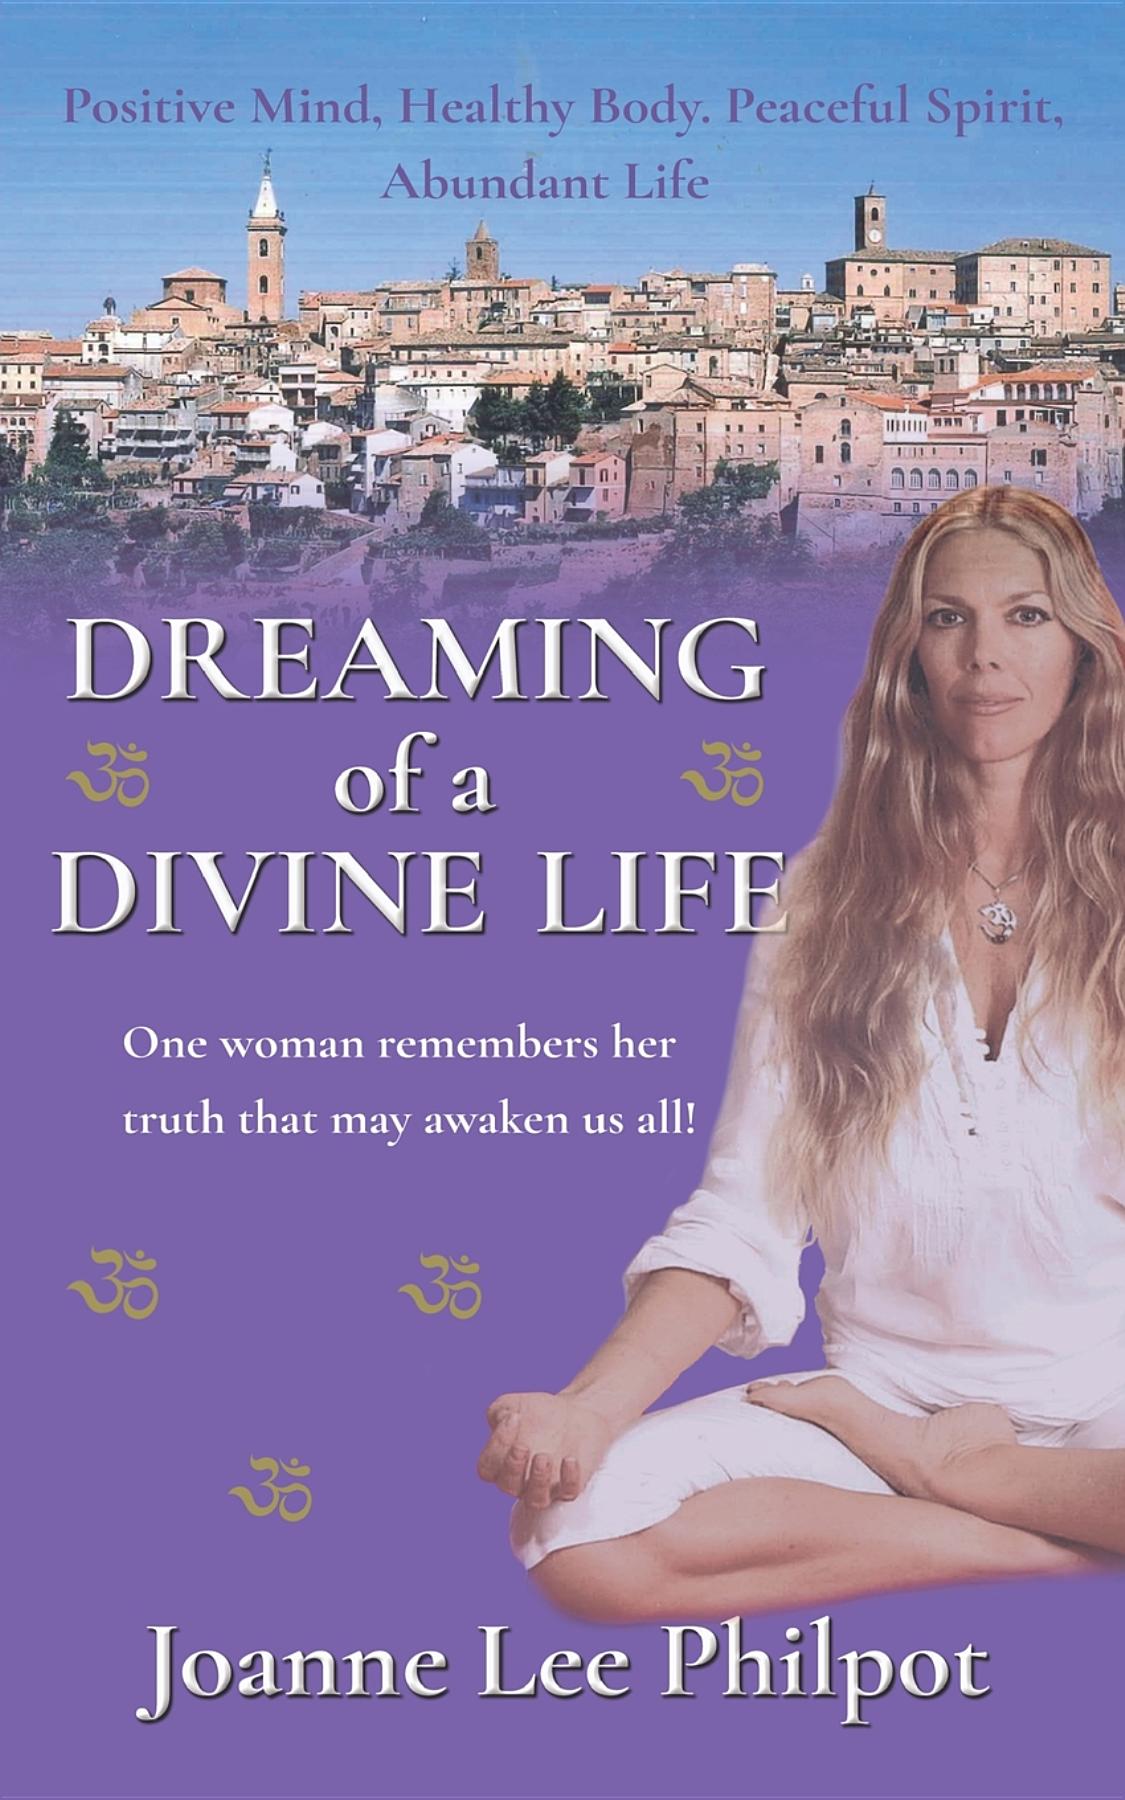 Positive Mind, Healthy Body. Peaceful Spirit,
Abundant Life
DREAMING
ॐ of a ॐ
DIVINE LIFE
One woman remembers her
truth that may awaken us all!
ॐ ॐ
ॐ
Joanne Lee Philpot